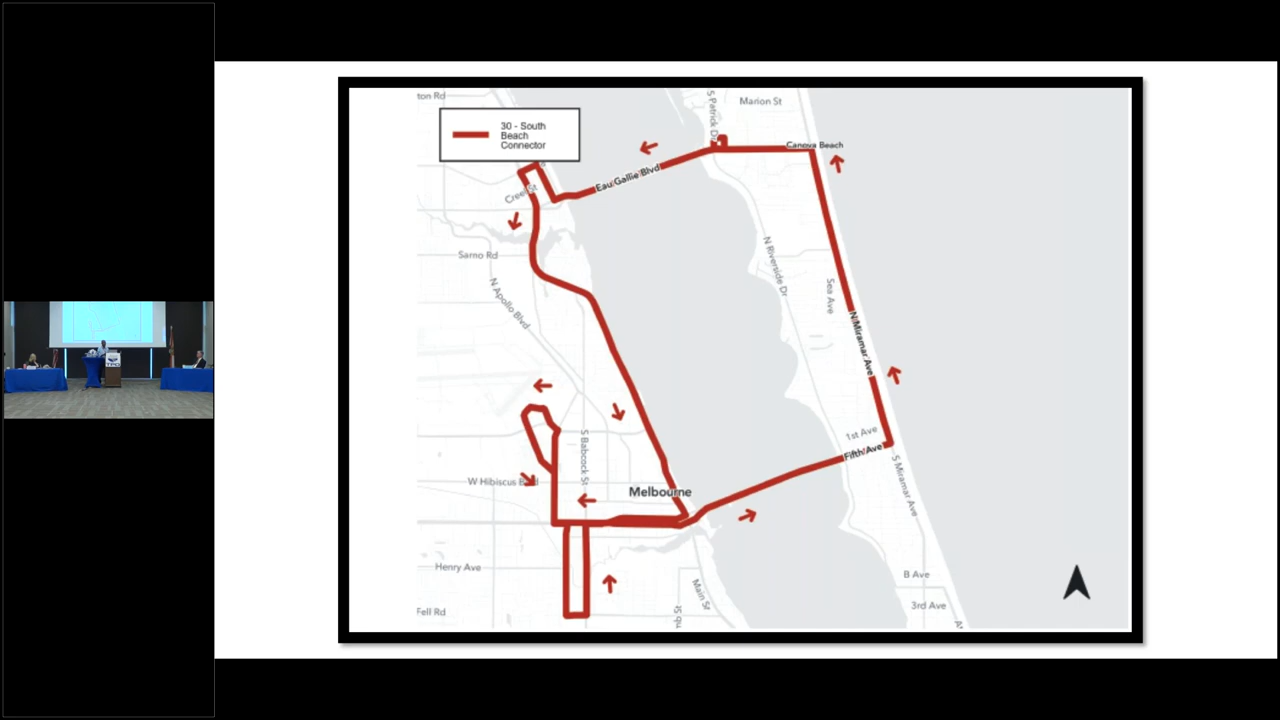 ton Rd
S Patrick Dr
Marion St
30 - South
Beach
Connector
Canova Beach
Eau Gallie Blvd
Creel St
Sarno Rd
N Riverside Dr
N Apollo Blvd
Sea Ave
N Miramar Ave
1st Ave
Fifth Ave
S Babcock St
W Hibiscus Blvd
Melbourne
S Miramar Ave
Henry Ave
B Ave
Main St
Fell Rd
3rd Ave